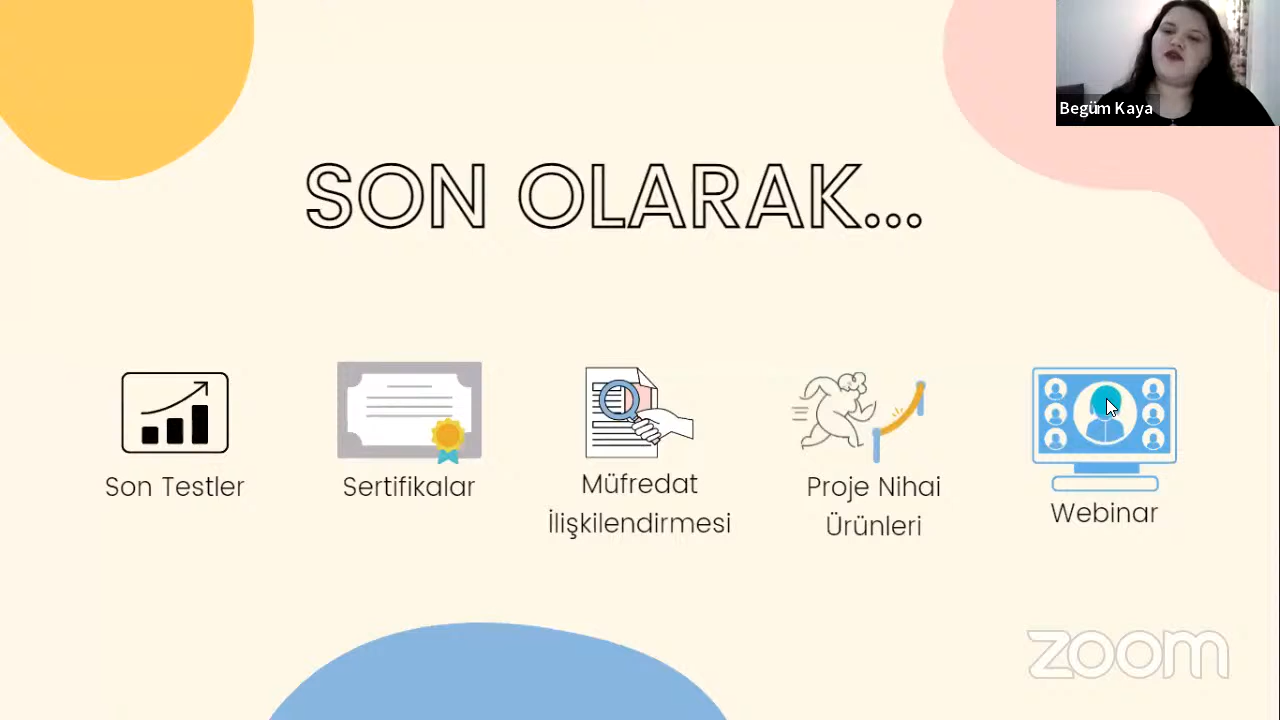 Begüm Kaya
SON OLARAK...
Son Testler
Sertifikalar
Müfredat
İlişkilendirmesi
Proje Nihai
Ürünleri
Webinar
zoom